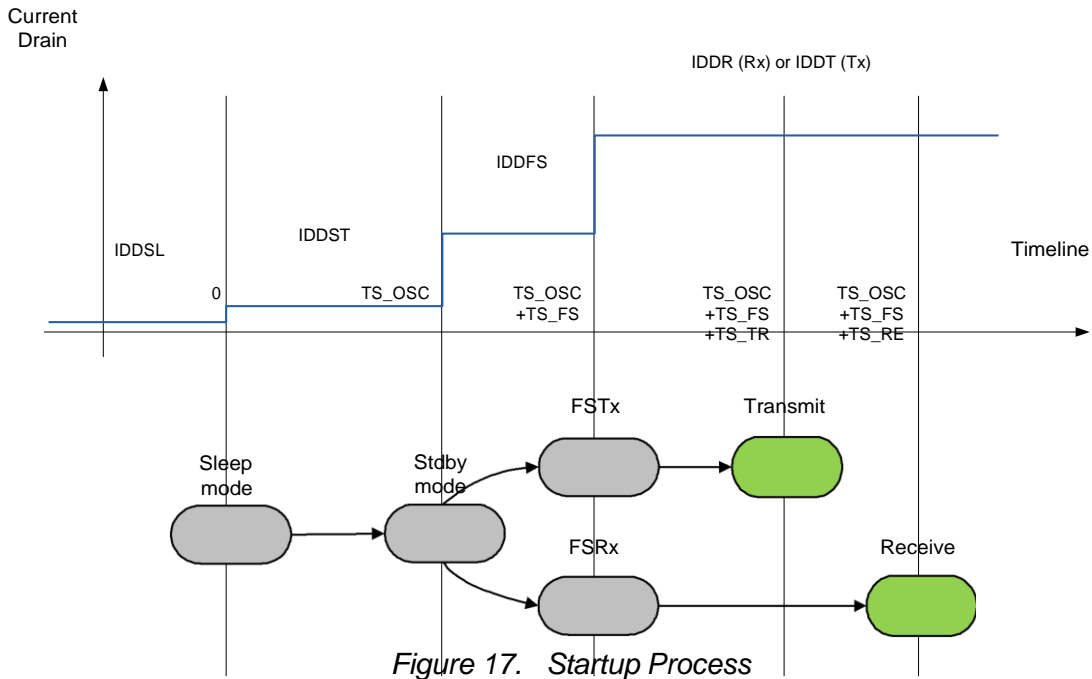 Current
Drain
IDDR (Rx) or IDDT (Tx)
IDDFS
IDDST
IDDSL
Timeline
0
TS_OSC
TS_OSC
+TS_FS
TS_OSC
+TS_FS
+TS_TR
TS_OSC
+TS_FS
+TS_RE
FSTx
Transmit
Sleep
mode
Stdby
mode
FSRx
Receive
Figure 17. Startup Process